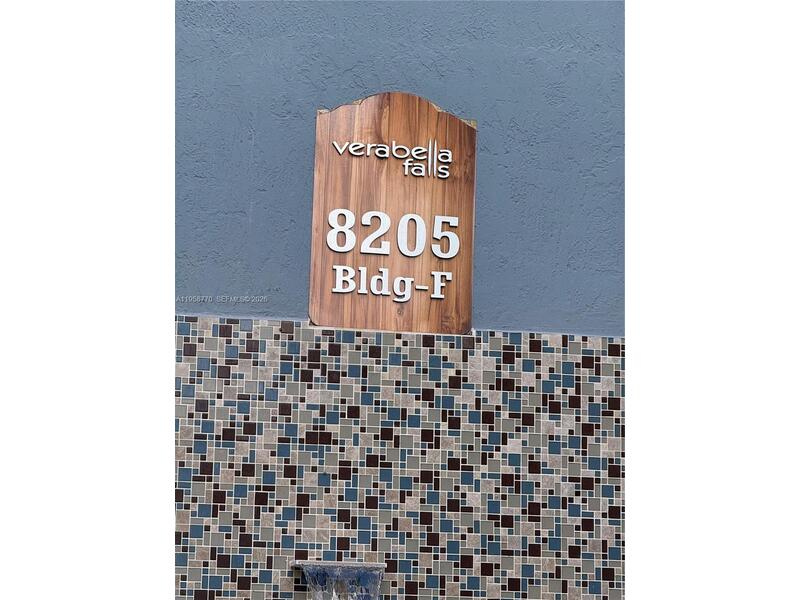 verabella
falls
8205
Bldg-F
A11958770 SEFMLS© 2026